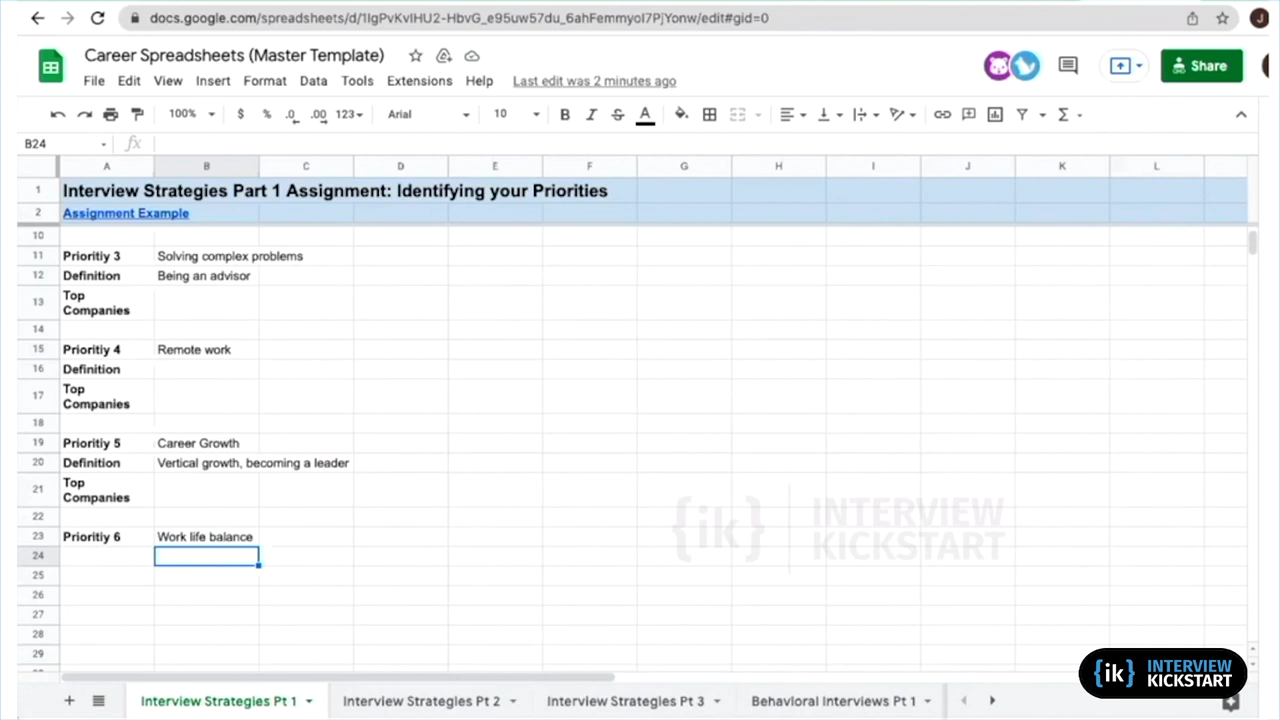 docs.google.com/spreadsheets/d/1IgPvKvIHU2-HbvG_e95uw57du_6ahFemmyoI7PjYonw/edit#gid=0
J
Career Spreadsheets (Master Template)
File Edit View Insert Format Data Tools Extensions Help Last edit was 2 minutes ago
Share
100% $ % .0 .00 123 Arial 10 B I S A Σ
B24 fx
A B C D E F G H I J K L
1 Interview Strategies Part 1 Assignment: Identifying your Priorities
2 Assignment Example
10
11 Prioritiy 3 Solving complex problems
12 Definition Being an advisor
13 Top Companies
14
15 Prioritiy 4 Remote work
16 Definition
17 Top Companies
18
19 Prioritiy 5 Career Growth
20 Definition Vertical growth, becoming a leader
21 Top Companies
22
23 Prioritiy 6 Work life balance
24
25
26
27
28
29
{ik} INTERVIEW KICKSTART
Interview Strategies Pt 1 Interview Strategies Pt 2 Interview Strategies Pt 3 Behavioral Interviews Pt 1
{ik} INTERVIEW KICKSTART